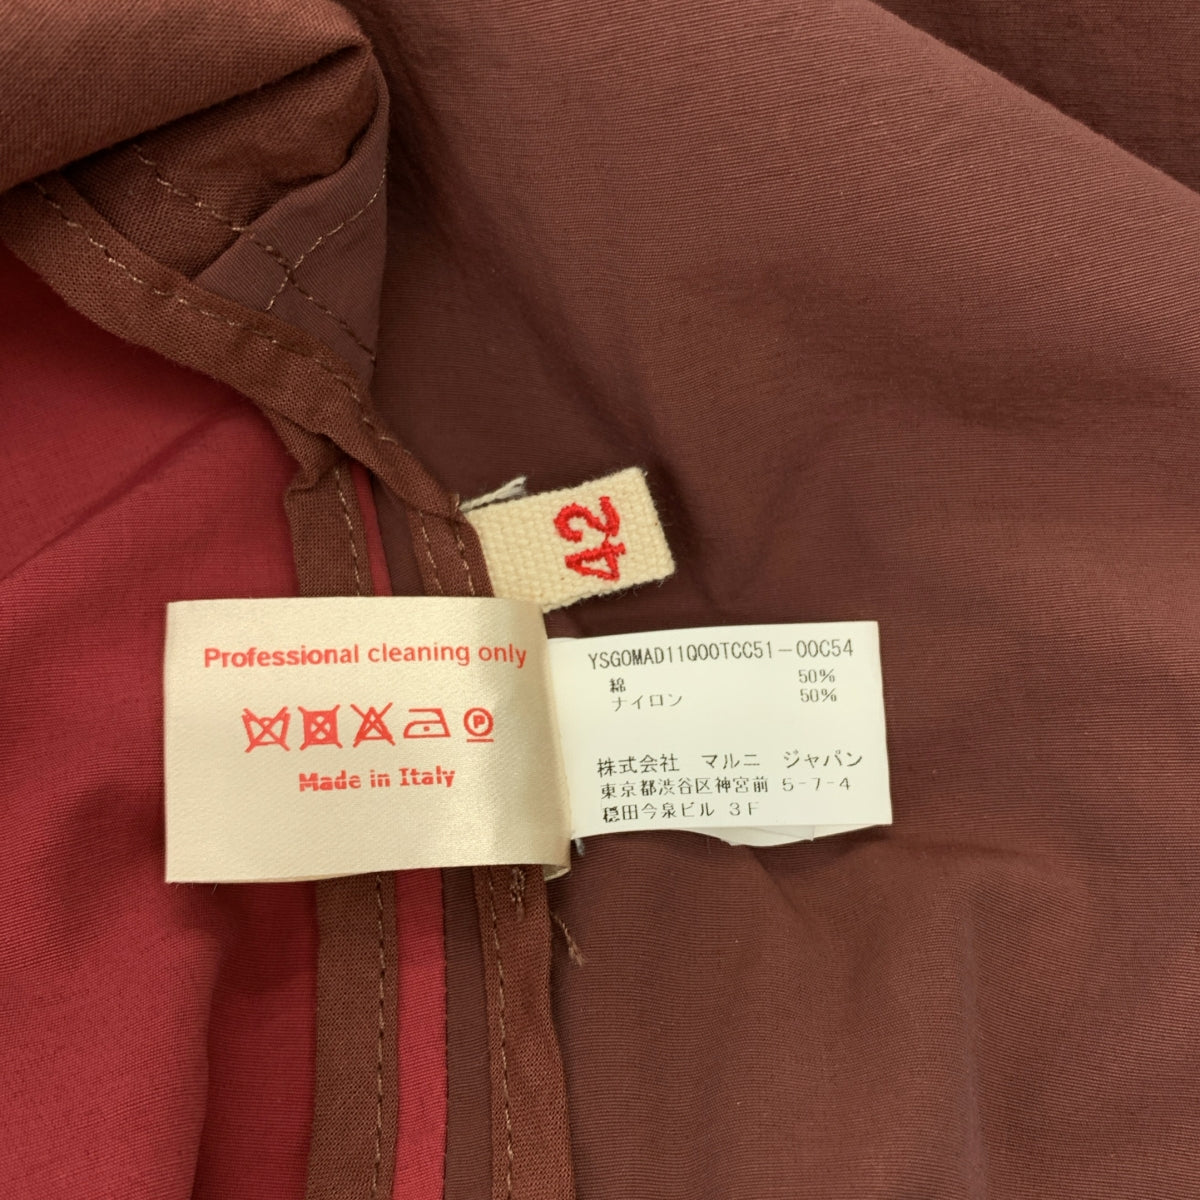 42
Professional cleaning only
P
Made in Italy
YSGOMAD11Q00TCC51-00C54
綿 50%
ナイロン 50%
株式会社 マルニ ジャパン
東京都渋谷区神宮前 5-7-4
穏田今泉ビル 3F